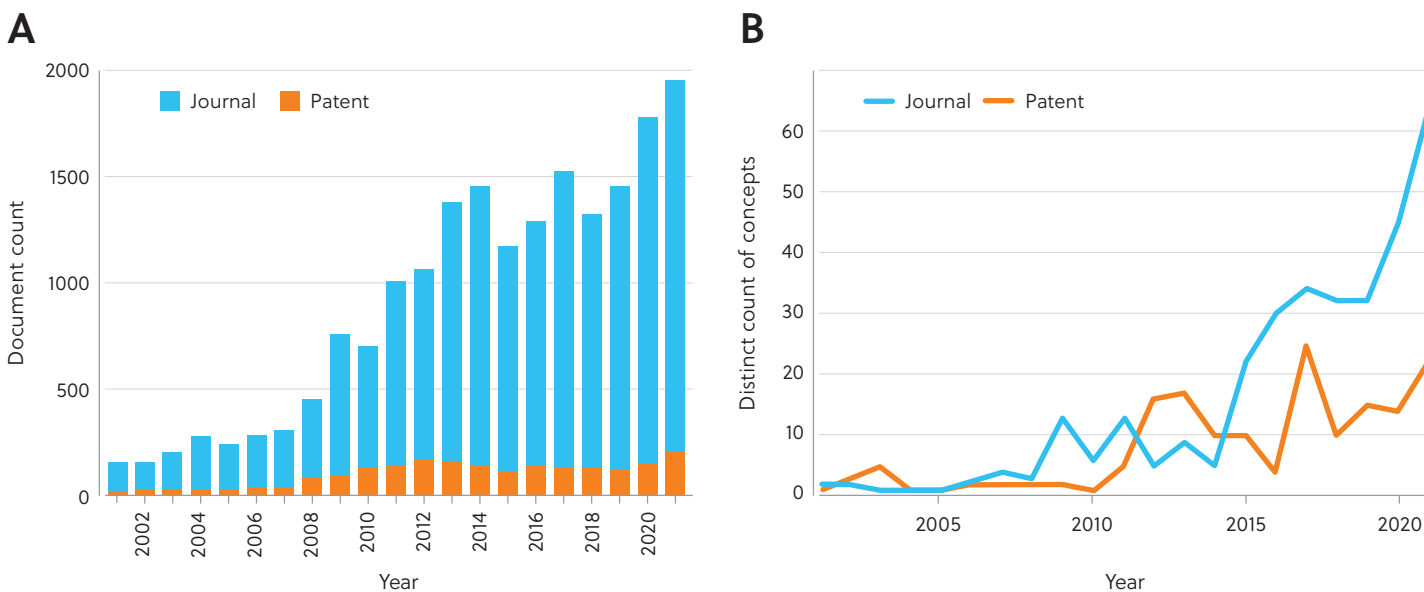 A
Document count
2000
1500
1000
500
0
Journal Patent
2002 2004 2006 2008 2010 2012 2014 2016 2018 2020
Year
B
Distinct count of concepts
60
50
40
30
20
10
0
Journal Patent
2005 2010 2015 2020
Year